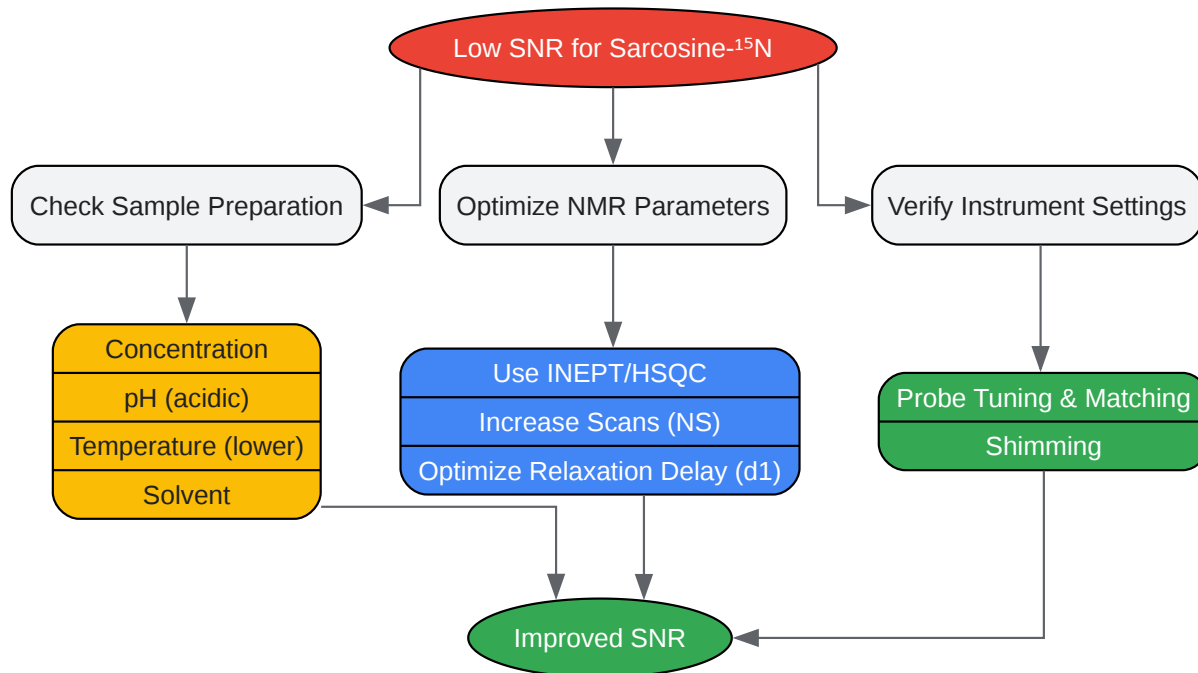 Low SNR for Sarcosine-¹⁵N
Check Sample Preparation
Optimize NMR Parameters
Verify Instrument Settings
Concentration
pH (acidic)
Temperature (lower)
Solvent
Use INEPT/HSQC
Increase Scans (NS)
Optimize Relaxation Delay (d1)
Probe Tuning & Matching
Shimming
Improved SNR